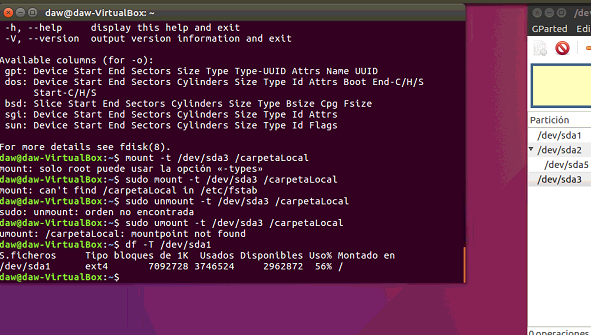 daw@daw-VirtualBox: ~
-h, --help     display this help and exit
-V, --version  output version information and exit
Available columns (for -o):
gpt: Device Start End Sectors Size Type Type-UUID Attrs Name UUID
dos: Device Start End Sectors Cylinders Size Type Id Attrs Boot End-C/H/S
Start-C/H/S
bsd: Slice Start End Sectors Cylinders Size Type Bsize Cpg Fsize
sgi: Device Start End Sectors Cylinders Size Type Id Attrs
sun: Device Start End Sectors Cylinders Size Type Id Flags
For more details see fdisk(8).
daw@daw-VirtualBox:~$ mount -t /dev/sda3 /carpetaLocal
mount: solo root puede usar la opción «-types»
daw@daw-VirtualBox:~$ sudo mount -t /dev/sda3 /carpetaLocal
mount: can't find /carpetaLocal in /etc/fstab
daw@daw-VirtualBox:~$ sudo unmount -t /dev/sda3 /carpetaLocal
sudo: unmount: orden no encontrada
daw@daw-VirtualBox:~$ sudo umount -t /dev/sda3 /carpetaLocal
umount: /carpetaLocal: mountpoint not found
daw@daw-VirtualBox:~$ df -T /dev/sda1
S.ficheros     Tipo bloques de 1K  Usados Disponibles Uso% Montado en
/dev/sda1      ext4       7092728 3746524     2962872  56% /
daw@daw-VirtualBox:~$
/de
GParted
Partición
/dev/sda1
/dev/sda2
/dev/sda5
/dev/sda3
0 operaciones